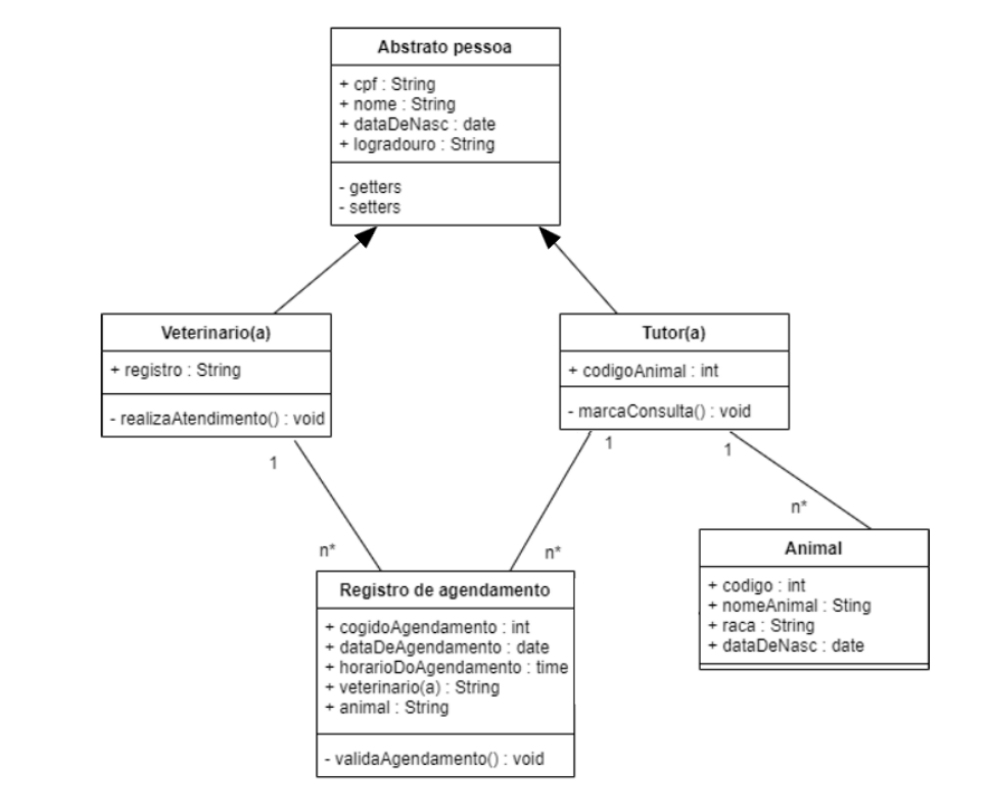 Abstrato pessoa
+ cpf : String
+ nome : String
+ dataDeNasc : date
+ logradouro : String
- getters
- setters
Veterinario(a)
+ registro : String
- realizaAtendimento() : void
Tutor(a)
+ codigoAnimal : int
- marcaConsulta() : void
1
1
1
n*
n*
n*
Animal
+ codigo : int
+ nomeAnimal : Sting
+ raca : String
+ dataDeNasc : date
Registro de agendamento
+ cogidoAgendamento : int
+ dataDeAgendamento : date
+ horarioDoAgendamento : time
+ veterinario(a) : String
+ animal : String
- validaAgendamento() : void